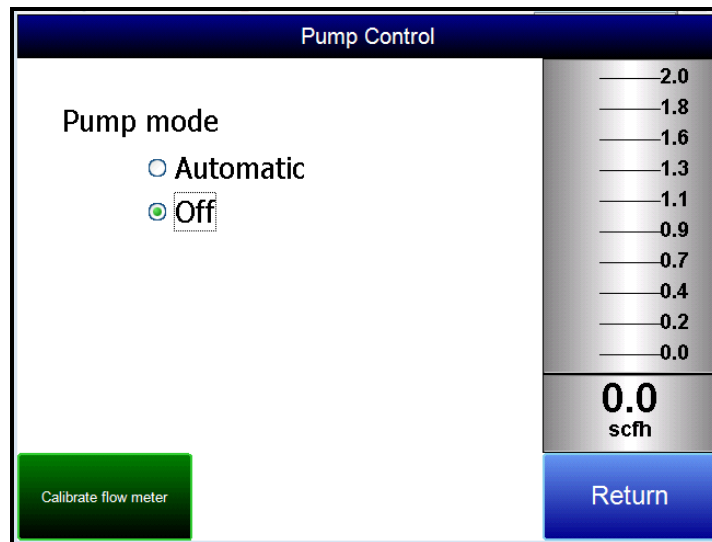 Pump Control
Pump mode
Automatic
Off
2.0
1.8
1.6
1.3
1.1
0.9
0.7
0.4
0.2
0.0
0.0
scfh
Calibrate flow meter
Return